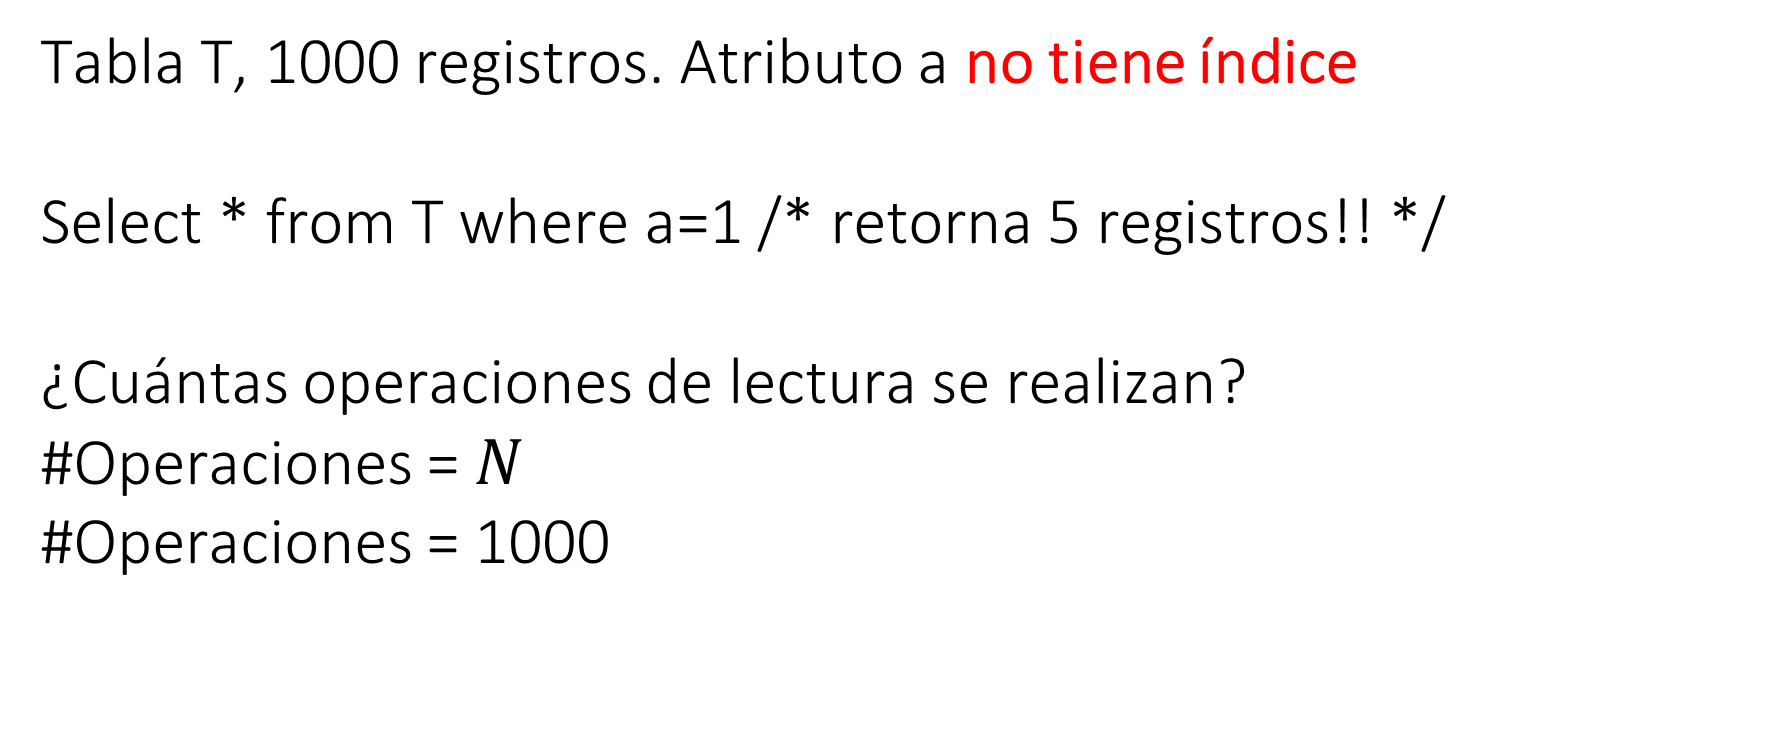 Tabla T, 1000 registros. Atributo a no tiene índice
Select * from T where a=1 /* retorna 5 registros!! */
¿Cuántas operaciones de lectura se realizan?
#Operaciones = N
#Operaciones = 1000